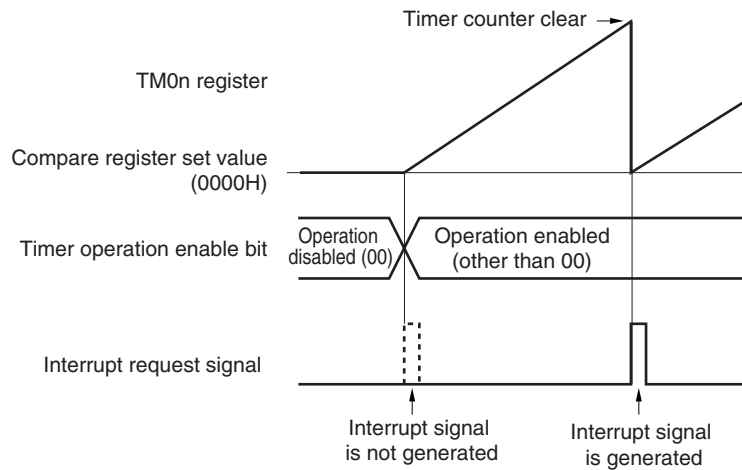 Timer counter clear
TM0n register
Compare register set value
(0000H)
Timer operation enable bit
Operation
disabled (00)
Operation enabled
(other than 00)
Interrupt request signal
Interrupt signal
is not generated
Interrupt signal
is generated